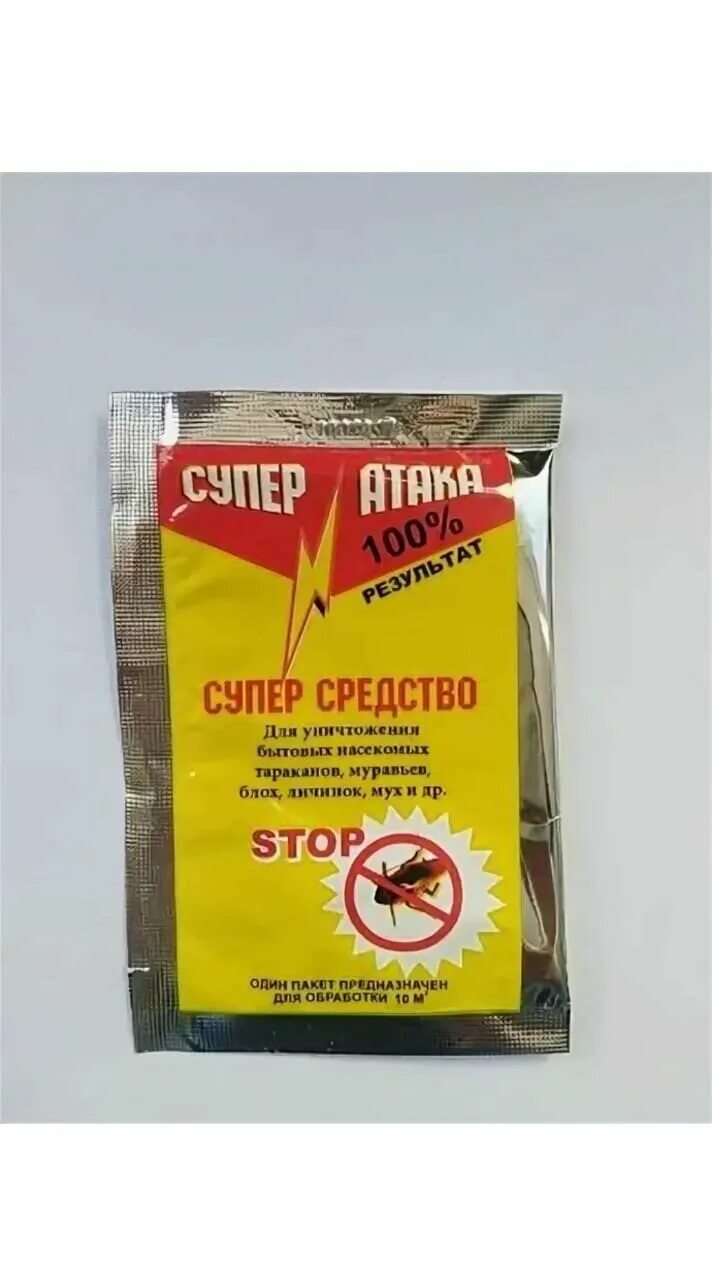 СУПЕР АТАКА
100%
РЕЗУЛЬТАТ
СУПЕР СРЕДСТВО
Для уничтожения
бытовых насекомых
тараканов, муравьев,
блох, личинок, мух и др.
STOP
ОДИН ПАКЕТ ПРЕДНАЗНАЧЕН
ДЛЯ ОБРАБОТКИ 10 М²